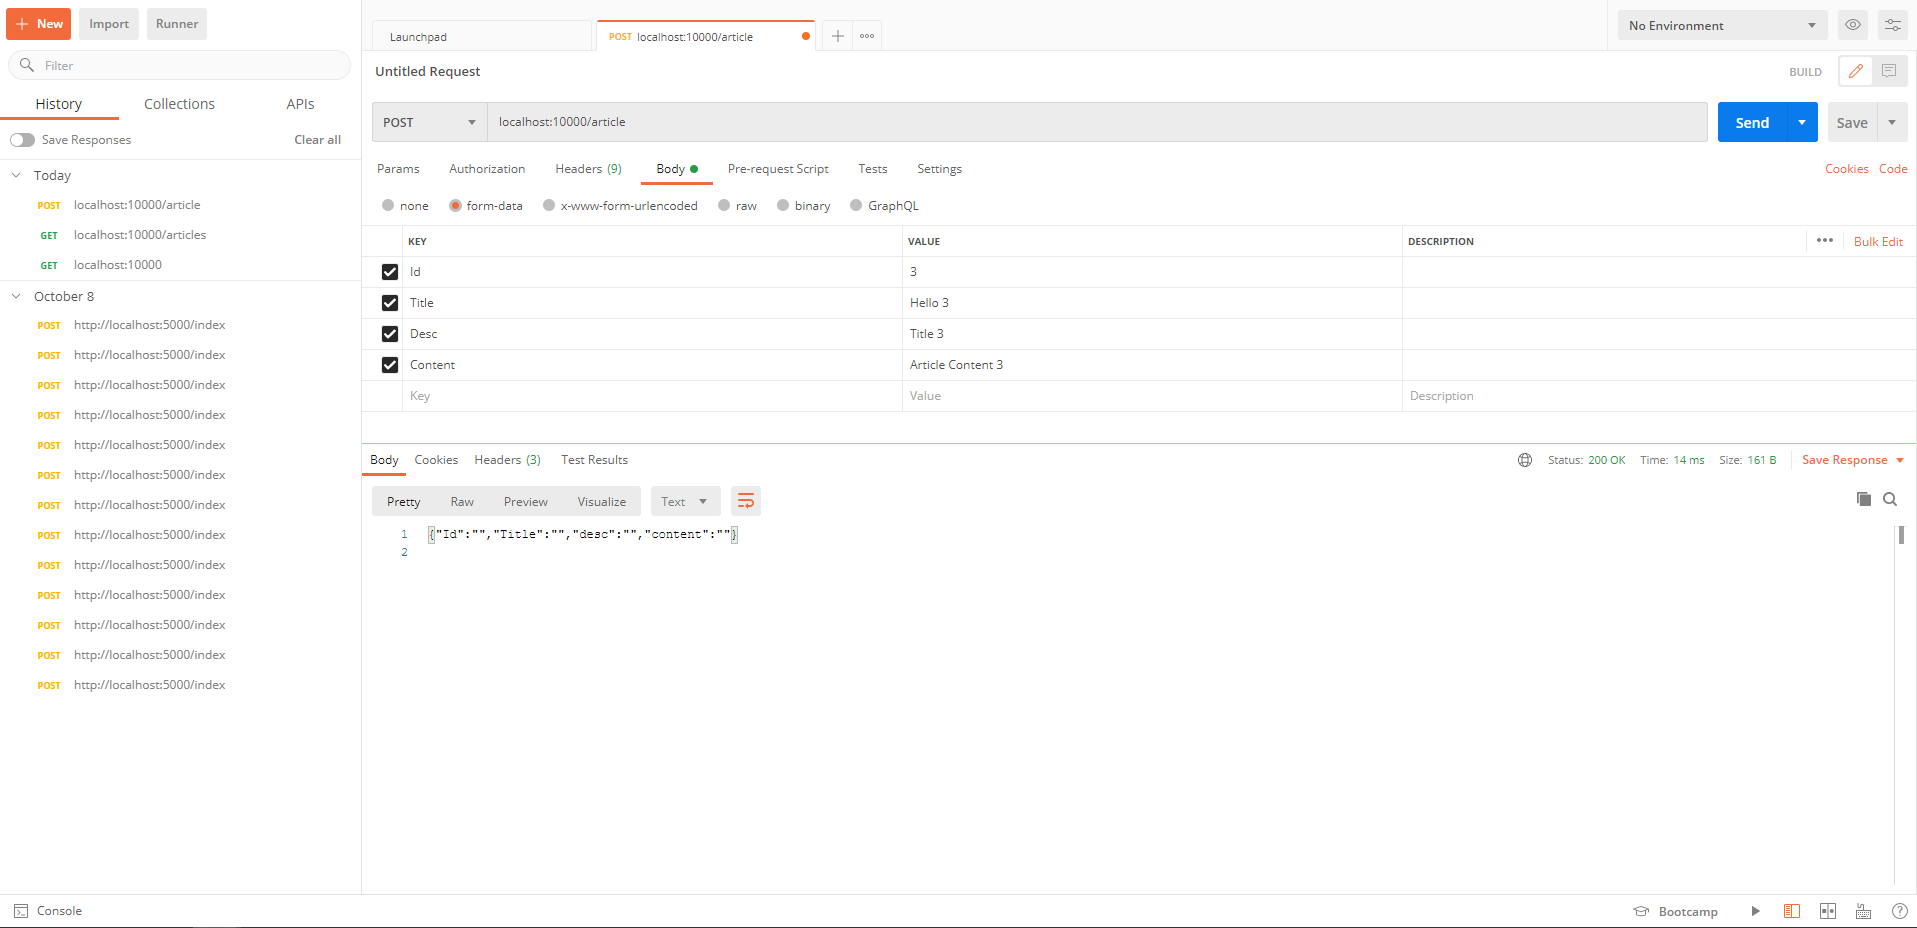 New Import Runner
Filter
History Collections APIs
Save Responses Clear all
Today
POST localhost:10000/article
GET localhost:10000/articles
GET localhost:10000
October 8
POST http://localhost:5000/index
POST http://localhost:5000/index
POST http://localhost:5000/index
POST http://localhost:5000/index
POST http://localhost:5000/index
POST http://localhost:5000/index
POST http://localhost:5000/index
POST http://localhost:5000/index
POST http://localhost:5000/index
POST http://localhost:5000/index
POST http://localhost:5000/index
POST http://localhost:5000/index
POST http://localhost:5000/index
Launchpad POST localhost:10000/article No Environment
Untitled Request BUILD
POST localhost:10000/article Send Save
Params Authorization Headers (9) Body Pre-request Script Tests Settings Cookies Code
none form-data x-www-form-urlencoded raw binary GraphQL
KEY VALUE DESCRIPTION Bulk Edit
Id 3
Title Hello 3
Desc Title 3
Content Article Content 3
Key Value Description
Body Cookies Headers (3) Test Results Status: 200 OK Time: 14 ms Size: 161 B Save Response
Pretty Raw Preview Visualize Text
1 {"Id":"","Title":"","desc":"","content":""}
2
Console Bootcamp